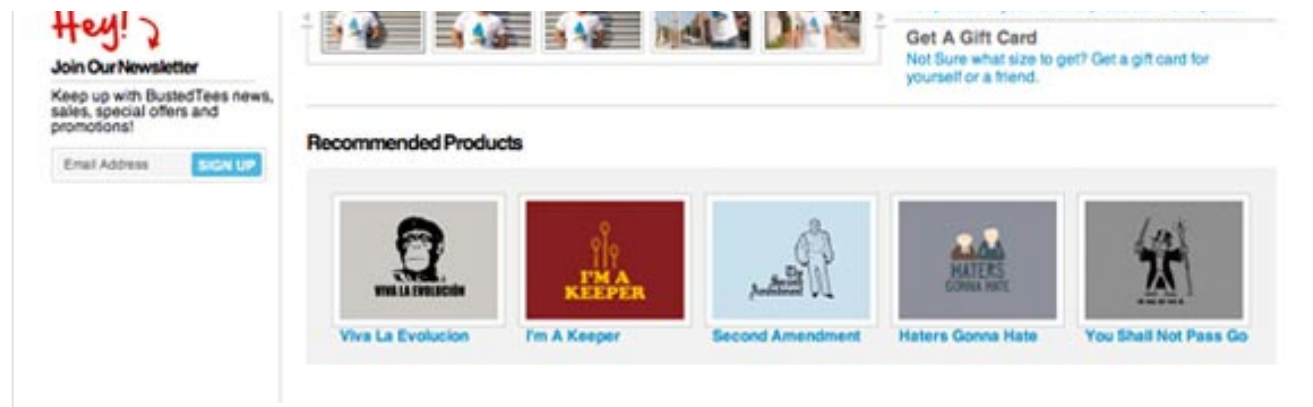 Hey!
Join Our Newsletter
Keep up with BustedTees news,
sales, special offers and
promotions!
Email Address
SIGN UP
Get A Gift Card
Not Sure what size to get? Get a gift card for
yourself or a friend.
Recommended Products
VIVA LA EVOLUCIÓN
I'M A
KEEPER
The
Second
Amendment
HATERS
GONNA HATE
Viva La Evolucion
I'm A Keeper
Second Amendment
Haters Gonna Hate
You Shall Not Pass Go